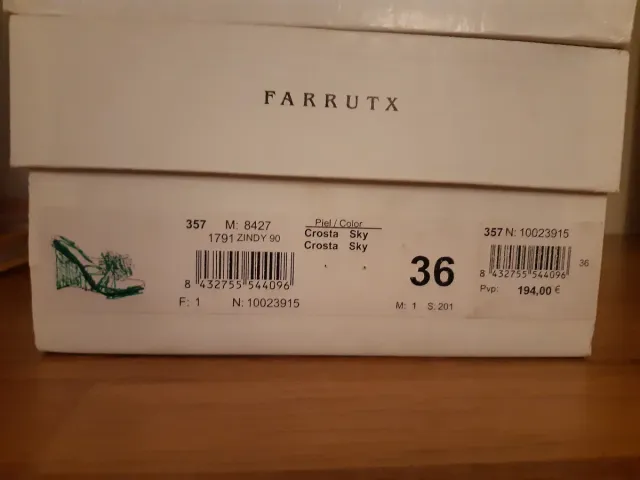 FARRUTX
357 M: 8427
1791 ZINDY 90
8 432755 544096
F: 1 N: 10023915
Piel / Color
Crosta Sky
Crosta Sky
36
M: 1 S: 201
357 N: 10023915
8 432755 544096
36
Pvp: 194,00 €